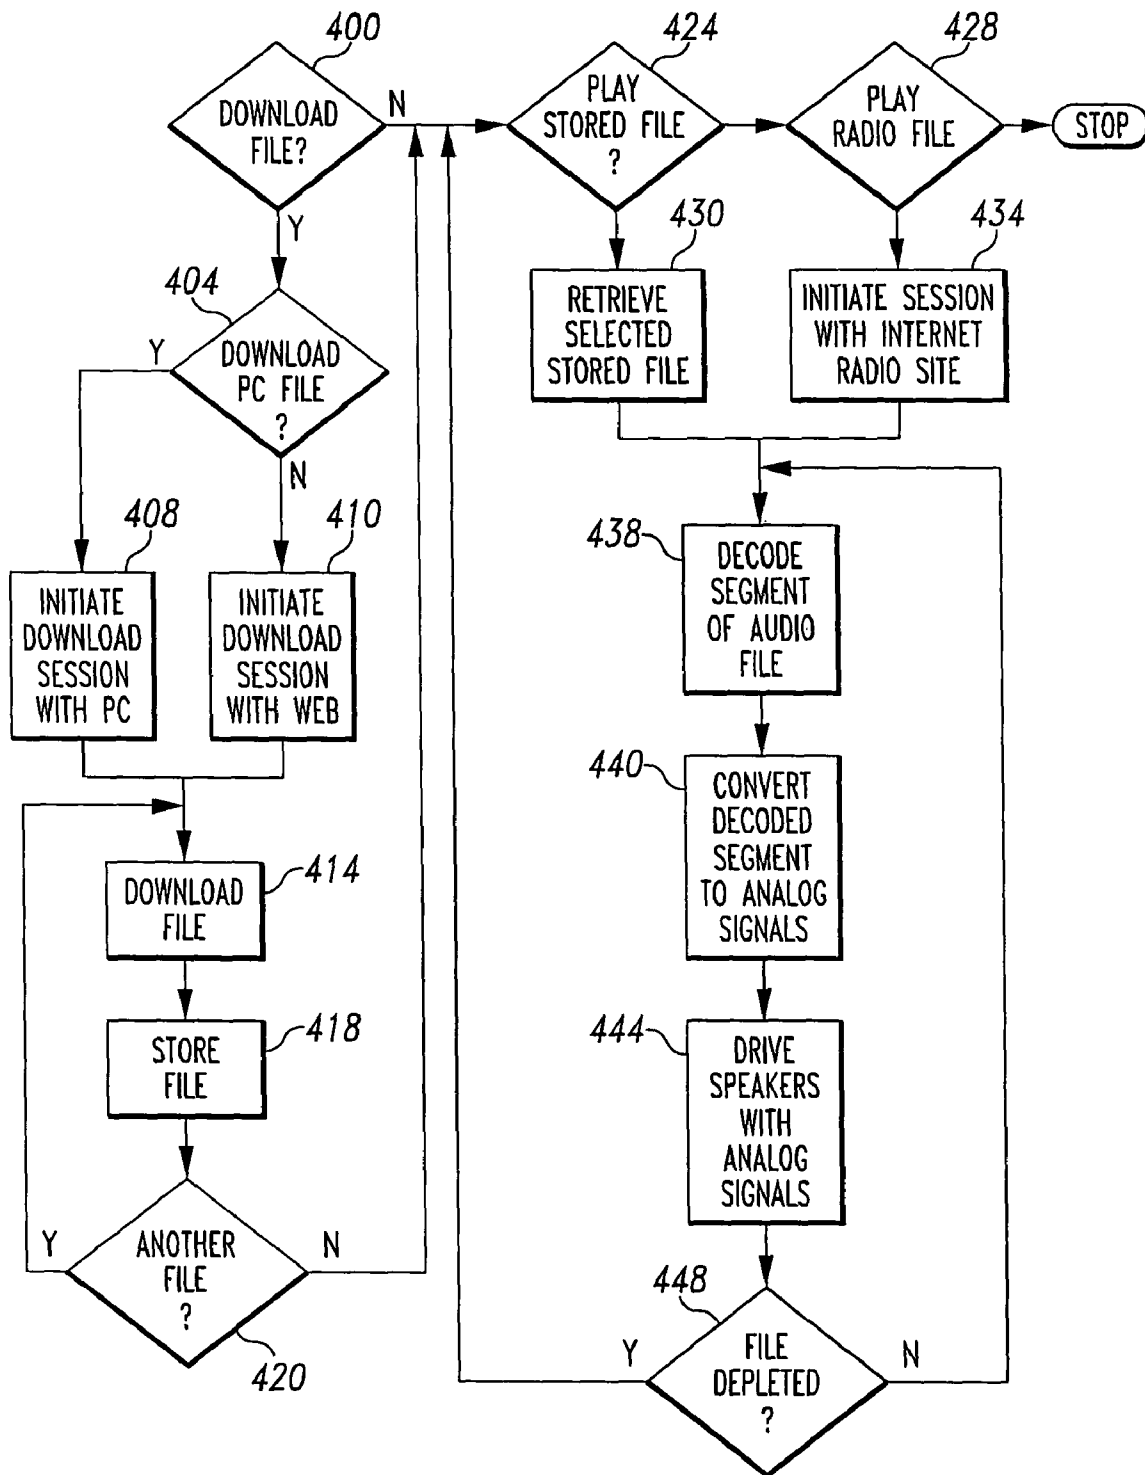 400
DOWNLOAD
FILE?
N
Y
404
DOWNLOAD
PC FILE
?
Y
N
408
INITIATE
DOWNLOAD
SESSION
WITH PC
410
INITIATE
DOWNLOAD
SESSION
WITH WEB
414
DOWNLOAD
FILE
418
STORE
FILE
ANOTHER
FILE
?
Y
N
420
424
PLAY
STORED FILE
?
428
PLAY
RADIO FILE
STOP
430
RETRIEVE
SELECTED
STORED FILE
434
INITIATE SESSION
WITH INTERNET
RADIO SITE
438
DECODE
SEGMENT
OF AUDIO
FILE
440
CONVERT
DECODED
SEGMENT
TO ANALOG
SIGNALS
444
DRIVE
SPEAKERS
WITH
ANALOG
SIGNALS
448
FILE
DEPLETED
?
Y
N